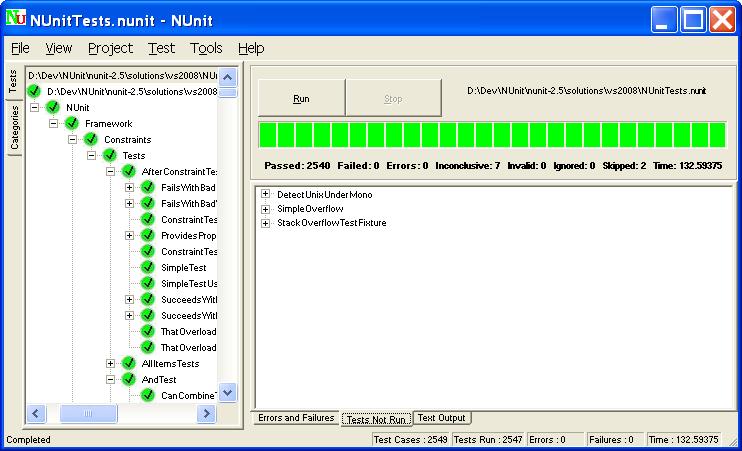 NUnitTests.nunit - NUnit
File View Project Test Tools Help
Tests
Categories
D:\Dev\NUnit\nunit-2.5\solutions\vs2008\NUni
D:\Dev\NUnit\nunit-2.5\solutions\vs2008
NUnit
Framework
Constraints
Tests
AfterConstraintTes
FailsWithBad
FailsWithBad
ConstraintTes
ProvidesProp
ConstraintTes
SimpleTest
SimpleTestUs
SucceedsWith
SucceedsWith
ThatOverload
ThatOverload
AllItemsTests
AndTest
CanCombine
Run
Stop
D:\Dev\NUnit\nunit-2.5\solutions\vs2008\NUnitTests.nunit
Passed: 2540 Failed: 0 Errors: 0 Inconclusive: 7 Invalid: 0 Ignored: 0 Skipped: 2 Time: 132.59375
DetectUnixUnderMono
SimpleOverflow
StackOverflowTestFixture
Errors and Failures
Tests Not Run
Text Output
Completed
Test Cases : 2549
Tests Run : 2547
Errors : 0
Failures : 0
Time : 132.59375